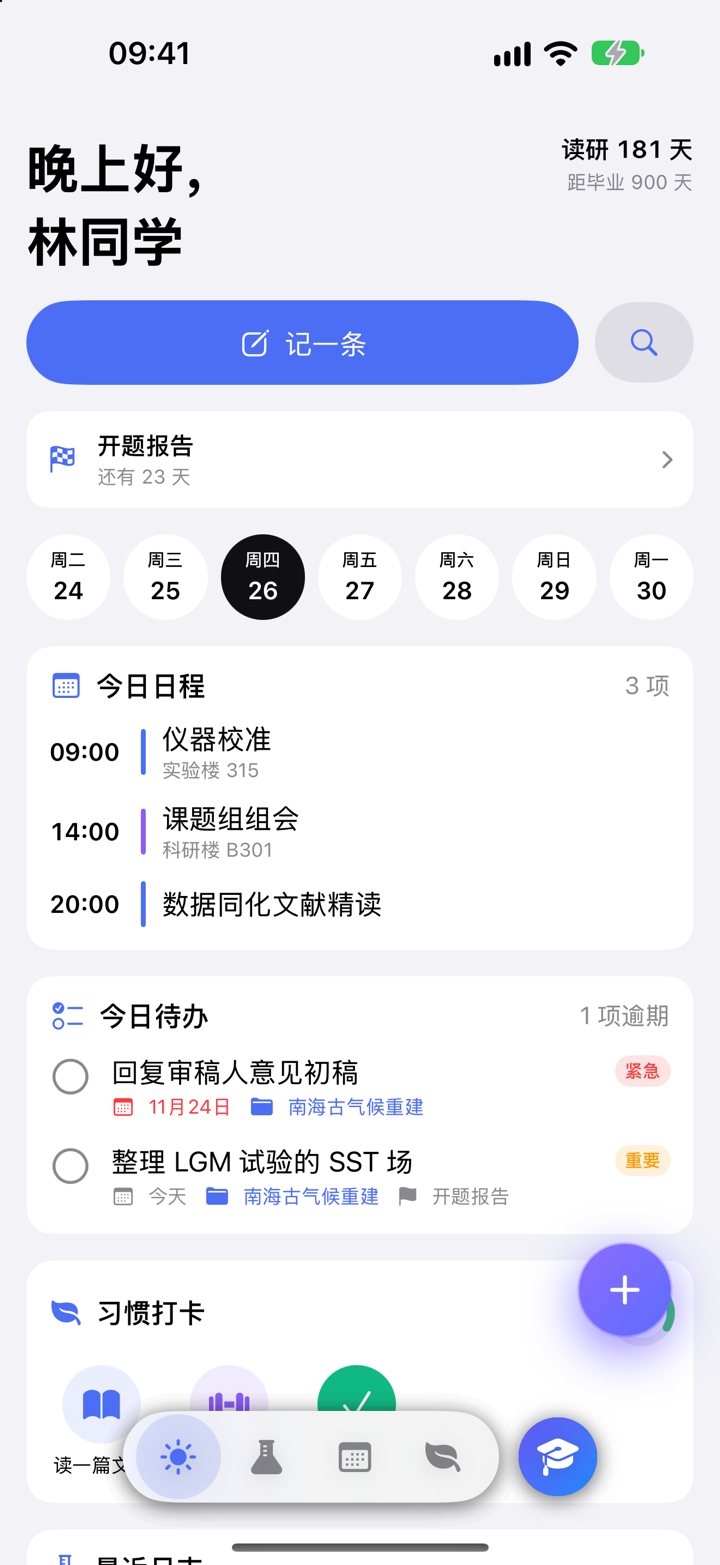 09:41
晚上好,
林同学
读研 181 天
距毕业 900 天
记一条
开题报告
还有 23 天
周二 周三 周四 周五 周六 周日 周一
24 25 26 27 28 29 30
今日日程 3 项
09:00 仪器校准
实验楼 315
14:00 课题组组会
科研楼 B301
20:00 数据同化文献精读
今日待办 1 项逾期
回复审稿人意见初稿 紧急
11月24日 南海古气候重建
整理 LGM 试验的 SST 场 重要
今天 南海古气候重建 开题报告
习惯打卡
读一篇文